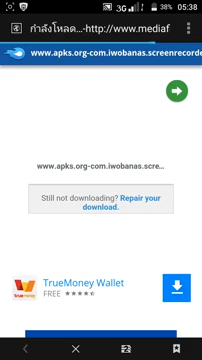 3G 38% 05:38
กำลังโหลด...-http://www.mediaf
www.apks.org-com.iwobanas.screenrecorde
www.apks.org-com.iwobanas.scre...
Still not downloading? Repair your
download.
TrueMoney Wallet
FREE
truemoney